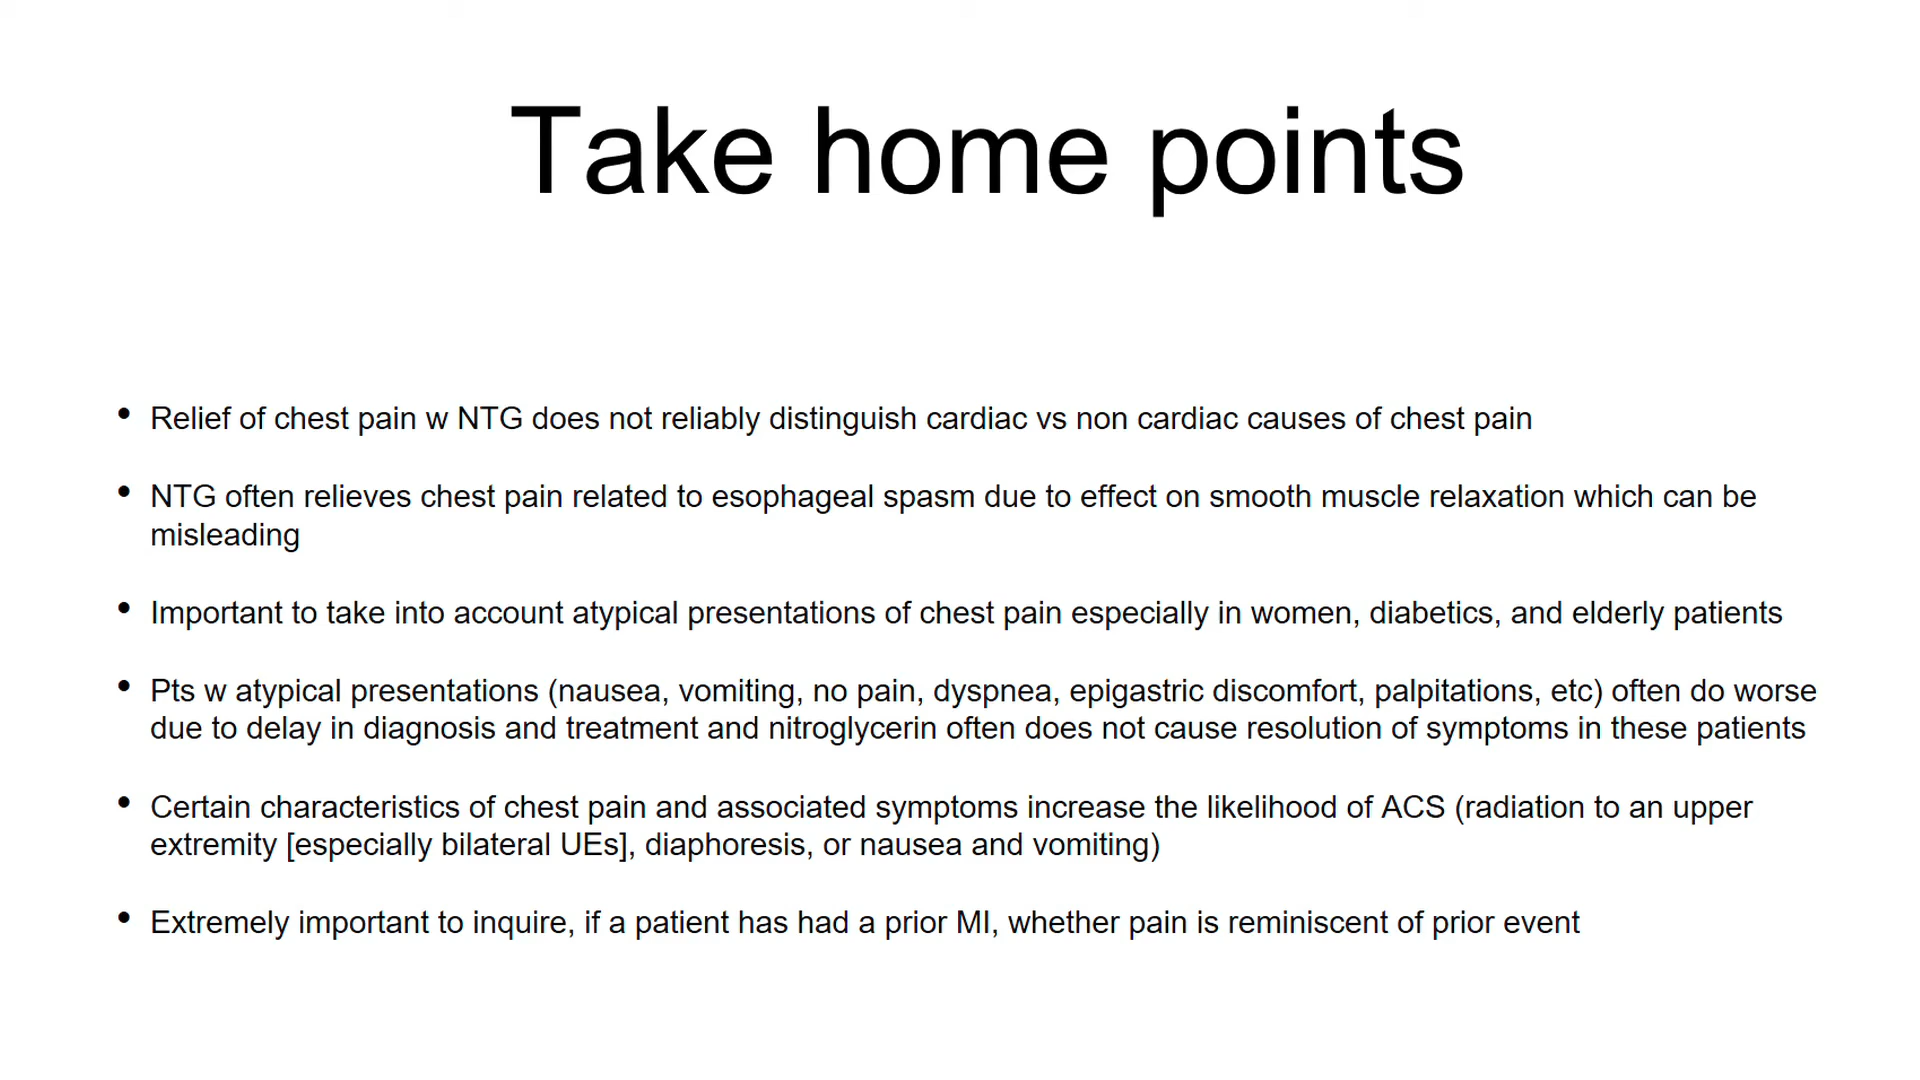 Take home points
• Relief of chest pain w NTG does not reliably distinguish cardiac vs non cardiac causes of chest pain
• NTG often relieves chest pain related to esophageal spasm due to effect on smooth muscle relaxation which can be
misleading
• Important to take into account atypical presentations of chest pain especially in women, diabetics, and elderly patients
• Pts w atypical presentations (nausea, vomiting, no pain, dyspnea, epigastric discomfort, palpitations, etc) often do worse
due to delay in diagnosis and treatment and nitroglycerin often does not cause resolution of symptoms in these patients
• Certain characteristics of chest pain and associated symptoms increase the likelihood of ACS (radiation to an upper
extremity [especially bilateral UEs], diaphoresis, or nausea and vomiting)
• Extremely important to inquire, if a patient has had a prior MI, whether pain is reminiscent of prior event